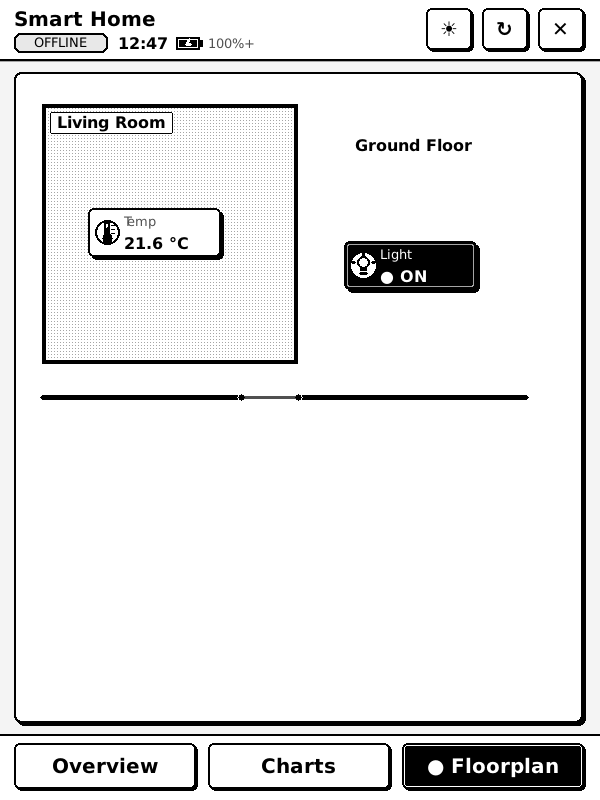 Smart Home
OFFLINE 12:47 100%+
☀ ↻ ✕
Living Room
Ground Floor
Temp
21.6 °C
Light
● ON
Overview
Charts
● Floorplan